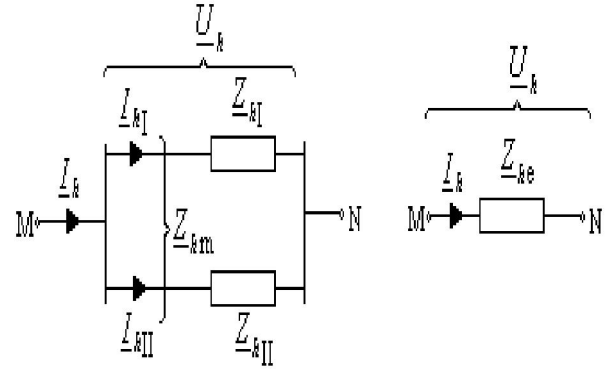 U_k
I_kI Z_kI
I_k
M N
Z_km
I_kII Z_kII
U_k
I_k Z_ke
M N